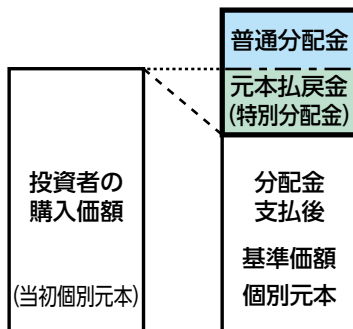 普通分配金
元本払戻金
(特別分配金)
投資者の
購入価額
(当初個別元本)
分配金
支払後
基準価額
個別元本